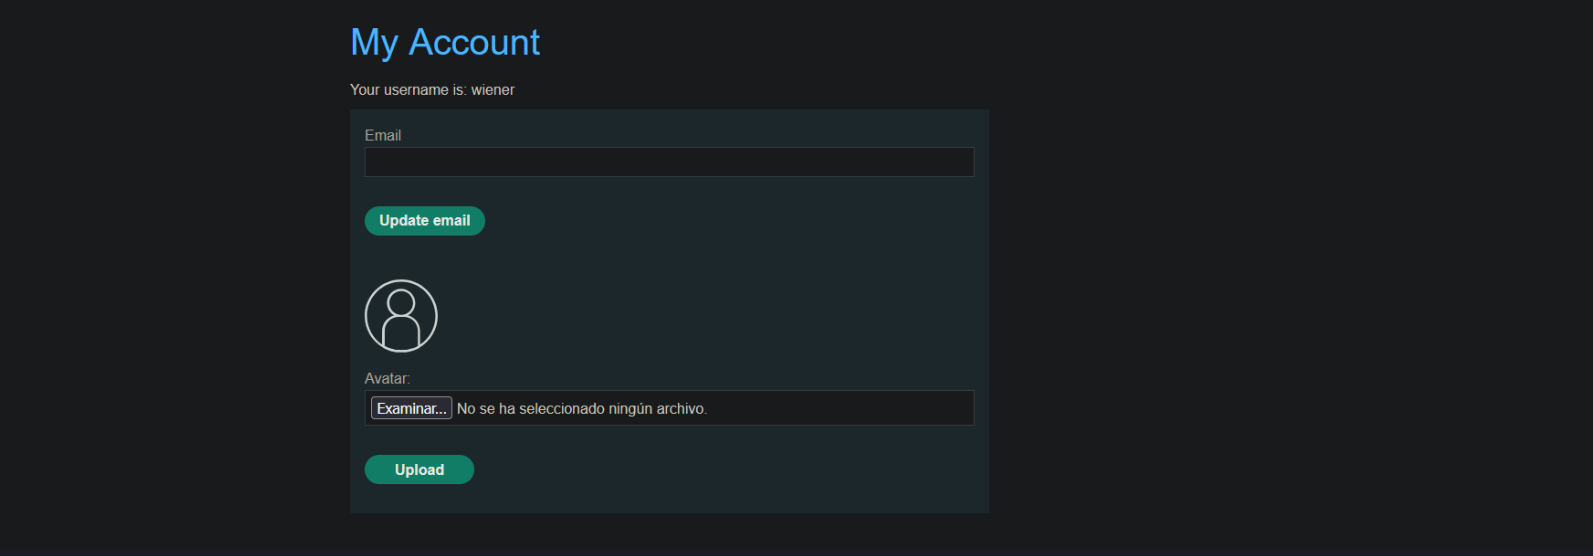 My Account
Your username is: wiener
Email
Update email
Avatar:
Examinar... No se ha seleccionado ningún archivo.
Upload